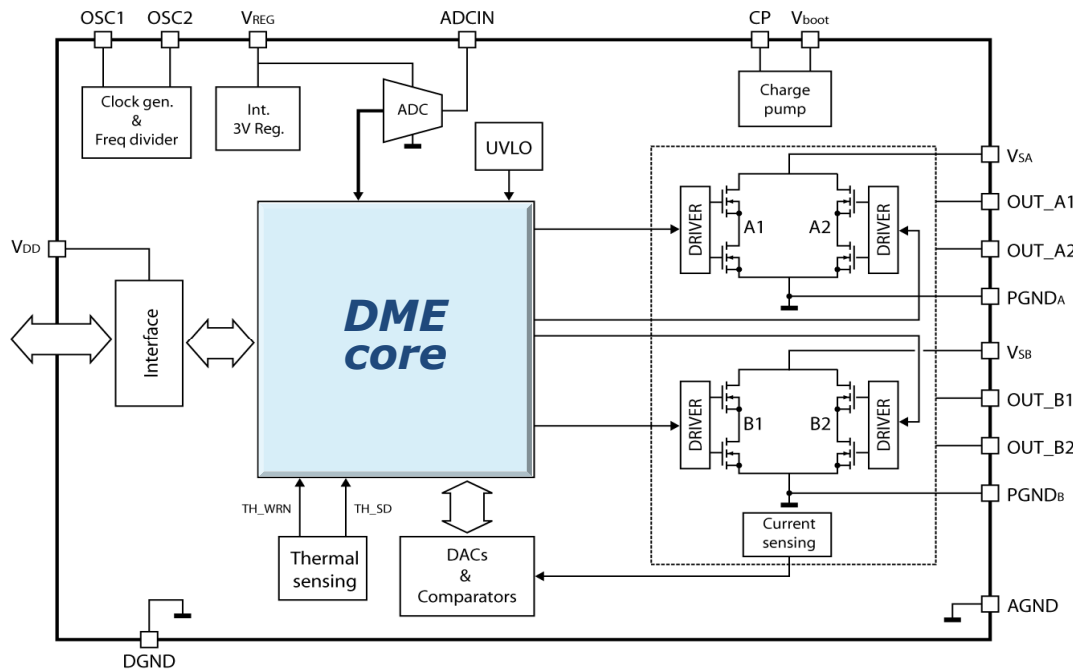 OSC1 OSC2 VREG ADCIN CP Vboot
Clock gen.
&
Freq divider
Int.
3V Reg.
ADC
Charge
pump
UVLO
VSA
DRIVER
A1
A2
DRIVER
OUT_A1
OUT_A2
PGNDA
VDD
Interface
DME
core
VSB
DRIVER
B1
B2
DRIVER
OUT_B1
OUT_B2
PGNDB
TH_WRN
TH_SD
Thermal
sensing
DACs
&
Comparators
Current
sensing
AGND
DGND